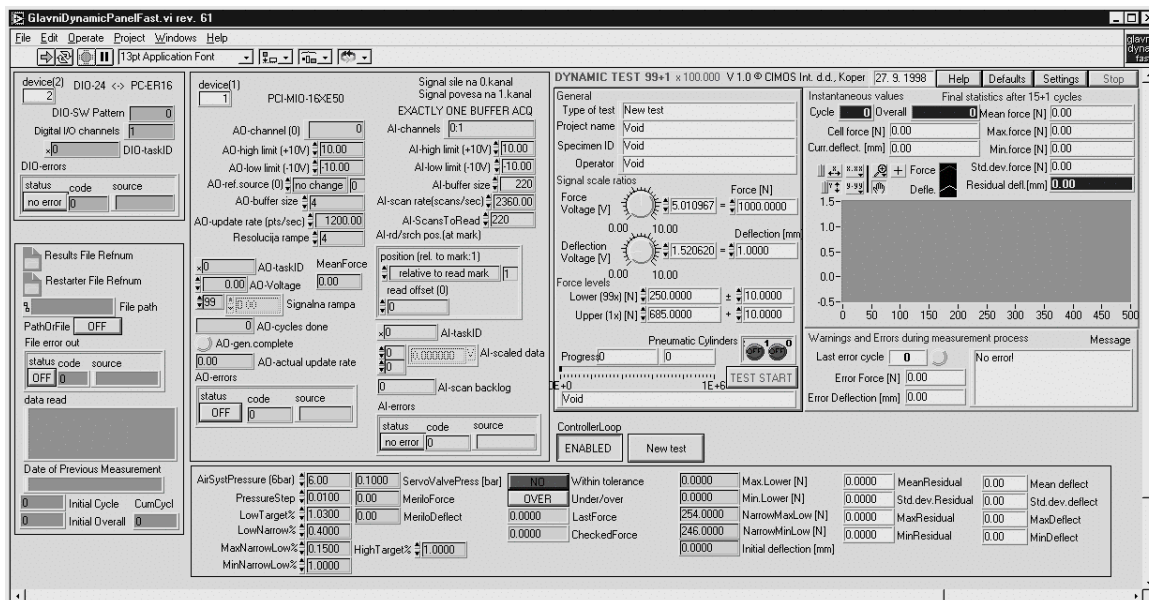 GlavniDynamicPanelFast.vi rev. 61
File Edit Operate Project Windows Help
13pt Application Font
glavni
dyna
fast
device(2) DIO-24 <-> PC-ER16
2
DIO-SW Pattern 0
Digital I/O channels 1
×0 DIO-taskID
DIO-errors
status code source
no error 0
Results File Refnum
Restarter File Refnum
File path
PathOrFile OFF
File error out
status code source
OFF 0
data read
Date of Previous Measurement
0 Initial Cycle CumCycl
0 Initial Overall 0
device(1)
1 PCI-MIO-16XE50
AO-channel (0) 0
AO-high limit (+10V) 10.00
AO-low limit (-10V) -10.00
AO-ref.source (0) no change 0
AO-buffer size 4
AO-update rate (pts/sec) 1200.00
Resolucija rampe 4
×0 AO-taskID MeanForce
0.00 AO-Voltage 0.00
99 0.00 Signalna rampa
0 AO-cycles done
AO-gen.complete
0.00 AO-actual update rate
AO-errors
status code source
OFF 0
Signal sile na 0.kanal
Signal povesa na 1.kanal
EXACTLY ONE BUFFER ACQ
AI-channels 0:1
AI-high limit (+10V) 10.00
AI-low limit (-10V) -10.00
AI-buffer size 220
AI-scan rate(scans/sec) 2360.00
AI-ScansToRead 220
AI-rd/srch pos.(at mark)
position (rel. to mark:1)
relative to read mark 1
read offset (0)
0
×0 AI-taskID
0 0.000000 V AI-scaled data
0
0 AI-scan backlog
AI-errors
status code source
no error 0
DYNAMIC TEST 99+1 x 100.000 V 1.0 © CIMOS Int. d.d., Koper 27. 9. 1998 Help Defaults Settings Stop
General
Type of test New test
Project name Void
Specimen ID Void
Operator Void
Signal scale ratios
Force Voltage [V] Force [N]
5.010967 = 1000.0000
0.00 10.00
Deflection Voltage [V] Deflection [mm
1.520620 = 1.0000
0.00 10.00
Force levels
Lower (99x) [N] 250.0000 ± 10.0000
Upper (1x) [N] 685.0000 + 10.0000
Pneumatic Cylinders 1 0
OFF OFF
Progress 0 0
0E+0 1E+6 TEST START
Void
ControllerLoop
ENABLED New test
Instantaneous values Final statistics after 15+1 cycles
Cycle 0 Overall 0 Mean force [N] 0.00
Cell force [N] 0.00 Max.force [N] 0.00
Curr.deflect. [mm] 0.00 Min.force [N] 0.00
Force Std.dev.force [N] 0.00
Defle. Residual defl.[mm] 0.00
x.xx
y.yy
1.5
1.0
0.5
0.0
-0.5
0 50 100 150 200 250 300 350 400 450 500
Warnings and Errors during measurement process Message
Last error cycle 0 No error!
Error Force [N] 0.00
Error Deflection [mm] 0.00
AirSystPressure (6bar) 6.00 0.1000 ServoValvePress [bar] NO Within tolerance 0.0000 Max.Lower [N] 0.0000 MeanResidual 0.00 Mean deflect
PressureStep 0.0100 0.00 MeriloForce OVER Under/over 0.0000 Min.Lower [N] 0.0000 Std.dev.Residual 0.00 Std.dev.deflect
LowTarget% 1.0300 0.00 MeriloDeflect 0.0000 LastForce 254.0000 NarrowMaxLow [N] 0.0000 MaxResidual 0.00 MaxDeflect
LowNarrow% 0.4000 0.0000 CheckedForce 246.0000 NarrowMinLow [N] 0.0000 MinResidual 0.00 MinDeflect
MaxNarrowLow% 0.1500 HighTarget% 1.0000 0.0000 Initial deflection [mm]
MinNarrowLow% 1.0000